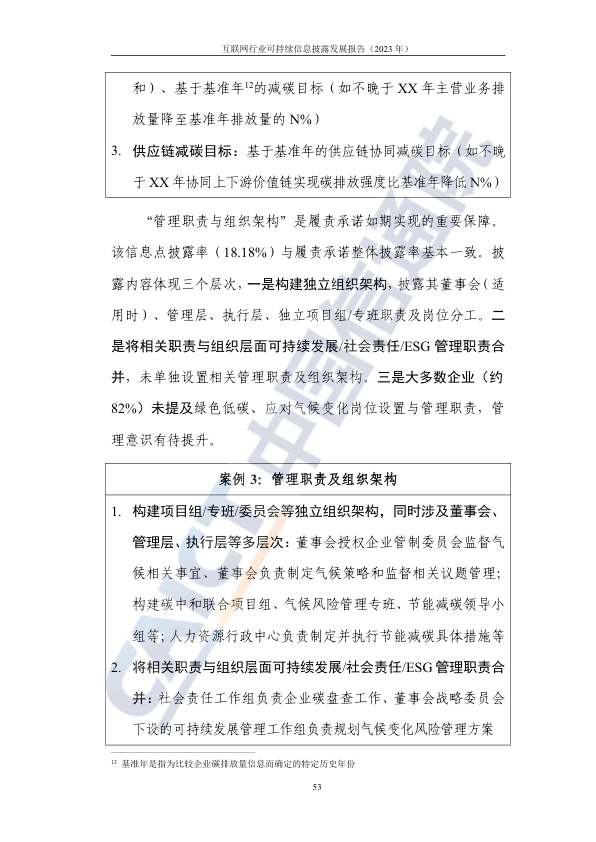 互联网行业可持续信息披露发展报告（2023 年）
和）、基于基准年12的减碳目标（如不晚于 XX 年主营业务排
放量降至基准年排放量的 N%）
3. 供应链减碳目标：基于基准年的供应链协同减碳目标（如不晚
于 XX 年协同上下游价值链实现碳排放强度比基准年降低 N%）
“管理职责与组织架构”是履责承诺如期实现的重要保障。
该信息点披露率（18.18%）与履责承诺整体披露率基本一致。披
露内容体现三个层次，一是构建独立组织架构，披露其董事会（适
用时）、管理层、执行层、独立项目组/专班职责及岗位分工。二
是将相关职责与组织层面可持续发展/社会责任/ESG 管理职责合
并，未单独设置相关管理职责及组织架构。三是大多数企业（约
82%）未提及绿色低碳、应对气候变化岗位设置与管理职责，管
理意识有待提升。
案例 3：管理职责及组织架构
1. 构建项目组/专班/委员会等独立组织架构，同时涉及董事会、
管理层、执行层等多层次：董事会授权企业管制委员会监督气
候相关事宜、董事会负责制定气候策略和监督相关议题管理；
构建碳中和联合项目组、气候风险管理专班、节能减碳领导小
组等；人力资源行政中心负责制定并执行节能减碳具体措施等
2. 将相关职责与组织层面可持续发展/社会责任/ESG 管理职责合
并：社会责任工作组负责企业碳盘查工作、董事会战略委员会
下设的可持续发展管理工作组负责规划气候变化风险管理方案
12 基准年是指为比较企业碳排放量信息而确定的特定历史年份
53
CAICT 中国信通院